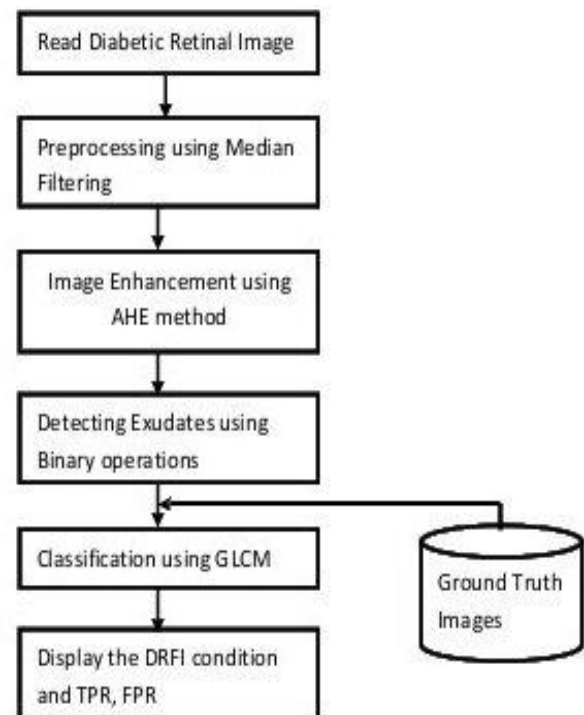 Read Diabetic Retinal Image
Preprocessing using Median
Filtering
Image Enhancement using
AHE method
Detecting Exudates using
Binary operations
Classification using GLCM
Ground Truth
Images
Display the DRFI condition
and TPR, FPR